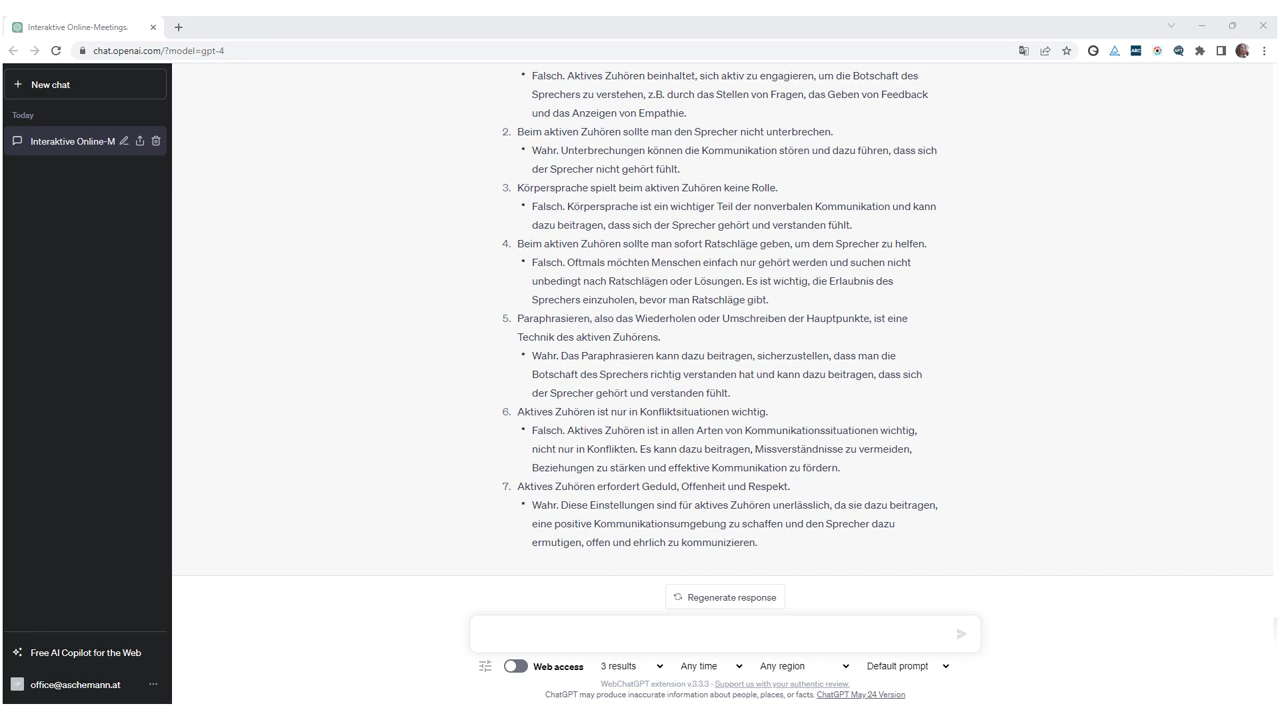 Interaktive Online-Meetings.
chat.openai.com/?model=gpt-4
New chat
Today
Interaktive Online-M
Falsch. Aktives Zuhören beinhaltet, sich aktiv zu engagieren, um die Botschaft des
Sprechers zu verstehen, z.B. durch das Stellen von Fragen, das Geben von Feedback
und das Anzeigen von Empathie.
2. Beim aktiven Zuhören sollte man den Sprecher nicht unterbrechen.
Wahr. Unterbrechungen können die Kommunikation stören und dazu führen, dass sich
der Sprecher nicht gehört fühlt.
3. Körpersprache spielt beim aktiven Zuhören keine Rolle.
Falsch. Körpersprache ist ein wichtiger Teil der nonverbalen Kommunikation und kann
dazu beitragen, dass sich der Sprecher gehört und verstanden fühlt.
4. Beim aktiven Zuhören sollte man sofort Ratschläge geben, um dem Sprecher zu helfen.
Falsch. Oftmals möchten Menschen einfach nur gehört werden und suchen nicht
unbedingt nach Ratschlägen oder Lösungen. Es ist wichtig, die Erlaubnis des
Sprechers einzuholen, bevor man Ratschläge gibt.
5. Paraphrasieren, also das Wiederholen oder Umschreiben der Hauptpunkte, ist eine
Technik des aktiven Zuhörens.
Wahr. Das Paraphrasieren kann dazu beitragen, sicherzustellen, dass man die
Botschaft des Sprechers richtig verstanden hat und kann dazu beitragen, dass sich
der Sprecher gehört und verstanden fühlt.
6. Aktives Zuhören ist nur in Konfliktsituationen wichtig.
Falsch. Aktives Zuhören ist in allen Arten von Kommunikationssituationen wichtig,
nicht nur in Konflikten. Es kann dazu beitragen, Missverständnisse zu vermeiden,
Beziehungen zu stärken und effektive Kommunikation zu fördern.
7. Aktives Zuhören erfordert Geduld, Offenheit und Respekt.
Wahr. Diese Einstellungen sind für aktives Zuhören unerlässlich, da sie dazu beitragen,
eine positive Kommunikationsumgebung zu schaffen und den Sprecher dazu
ermutigen, offen und ehrlich zu kommunizieren.
Regenerate response
Web access 3 results Any time Any region Default prompt
WebChatGPT extension v.3.3.3 - Support us with your authentic review.
ChatGPT may produce inaccurate information about people, places, or facts. ChatGPT May 24 Version
Free AI Copilot for the Web
office@aschemann.at